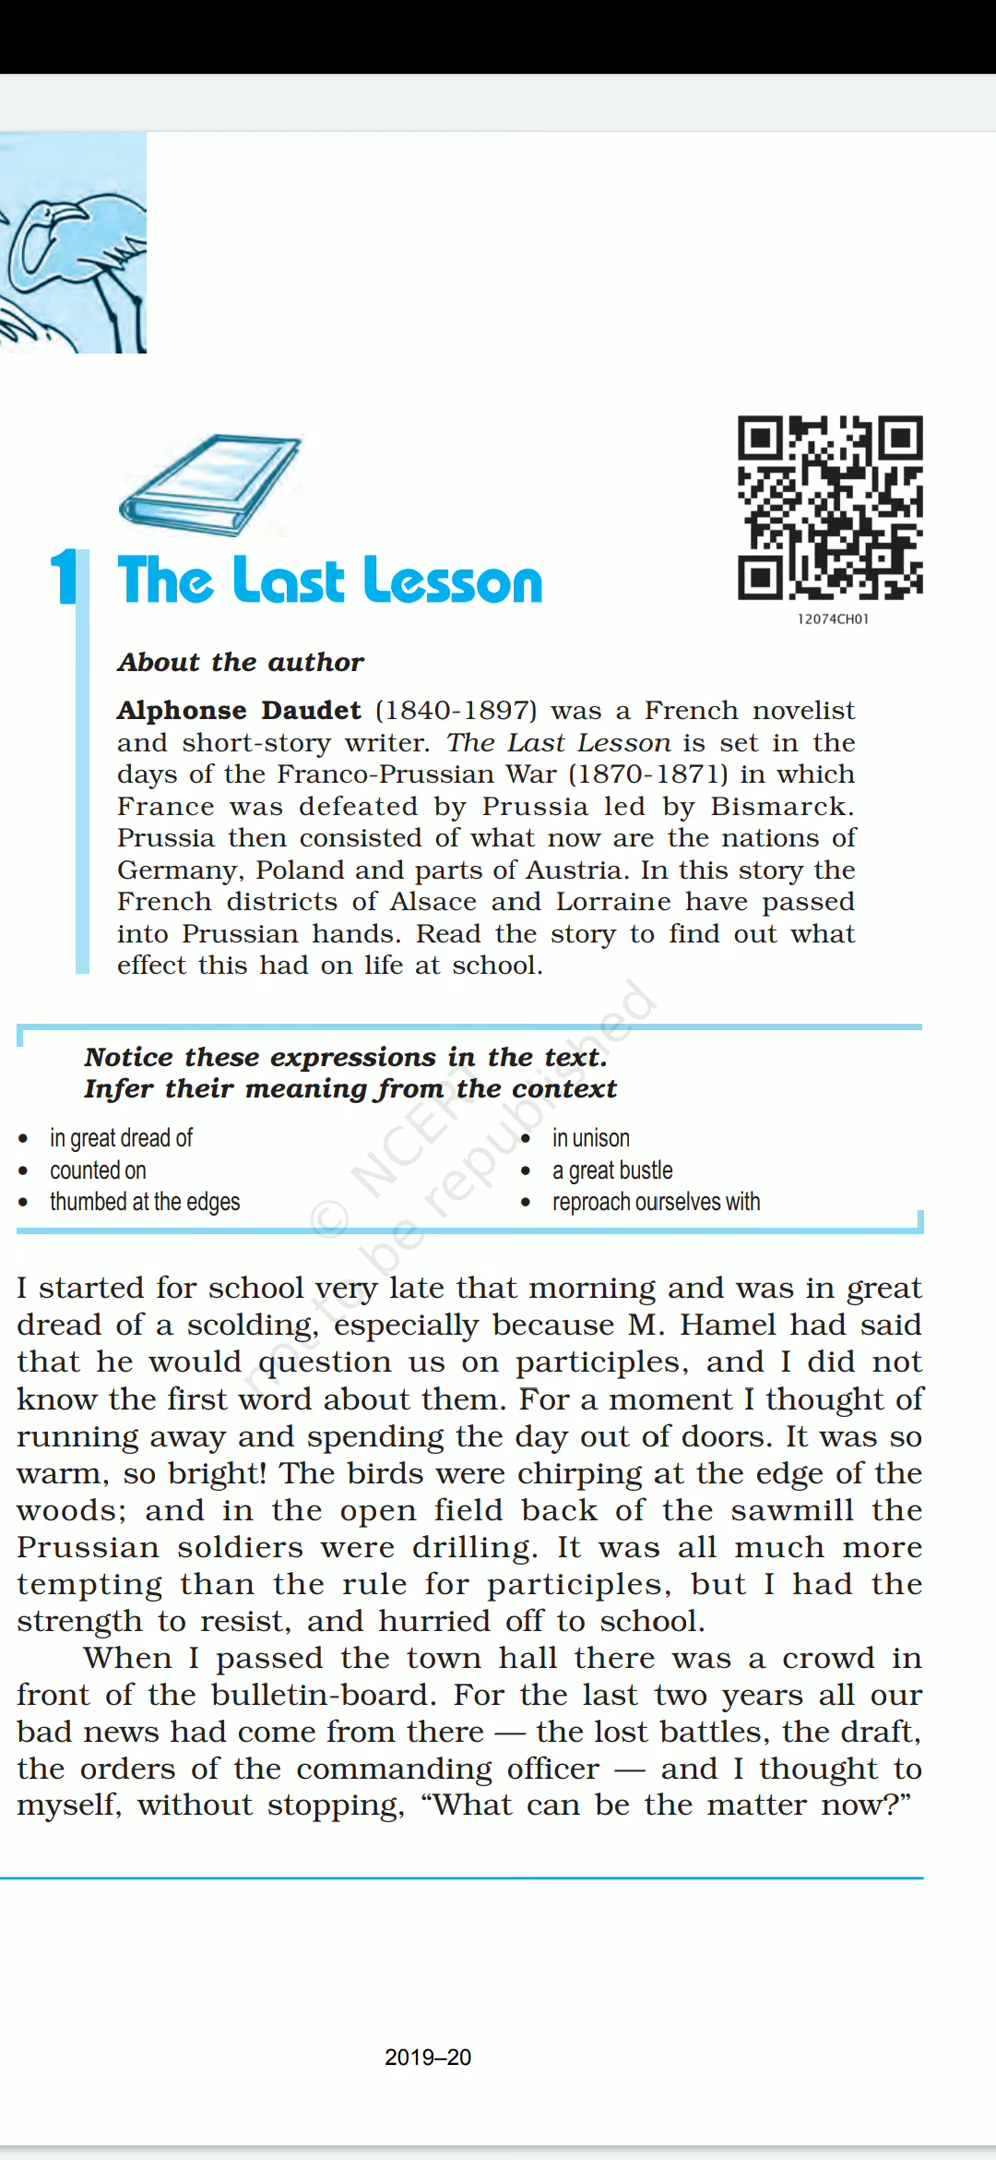 12074CH01
1 The Last Lesson
About the author
Alphonse Daudet (1840-1897) was a French novelist
and short-story writer. The Last Lesson is set in the
days of the Franco-Prussian War (1870-1871) in which
France was defeated by Prussia led by Bismarck.
Prussia then consisted of what now are the nations of
Germany, Poland and parts of Austria. In this story the
French districts of Alsace and Lorraine have passed
into Prussian hands. Read the story to find out what
effect this had on life at school.
Notice these expressions in the text.
Infer their meaning from the context
• in great dread of
• counted on
• thumbed at the edges
• in unison
• a great bustle
• reproach ourselves with
© NCERT
not to be republished
I started for school very late that morning and was in great
dread of a scolding, especially because M. Hamel had said
that he would question us on participles, and I did not
know the first word about them. For a moment I thought of
running away and spending the day out of doors. It was so
warm, so bright! The birds were chirping at the edge of the
woods; and in the open field back of the sawmill the
Prussian soldiers were drilling. It was all much more
tempting than the rule for participles, but I had the
strength to resist, and hurried off to school.
When I passed the town hall there was a crowd in
front of the bulletin-board. For the last two years all our
bad news had come from there — the lost battles, the draft,
the orders of the commanding officer — and I thought to
myself, without stopping, “What can be the matter now?”
2019–20